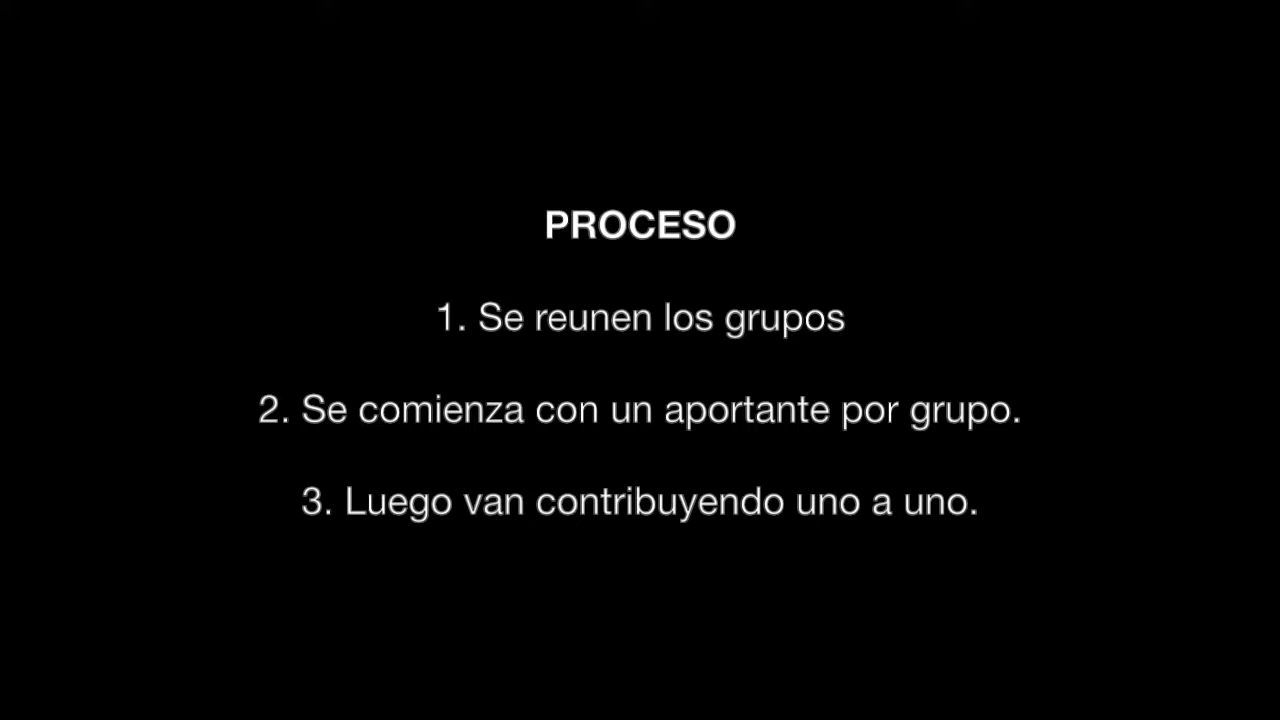 PROCESO
1. Se reunen los grupos
2. Se comienza con un aportante por grupo.
3. Luego van contribuyendo uno a uno.